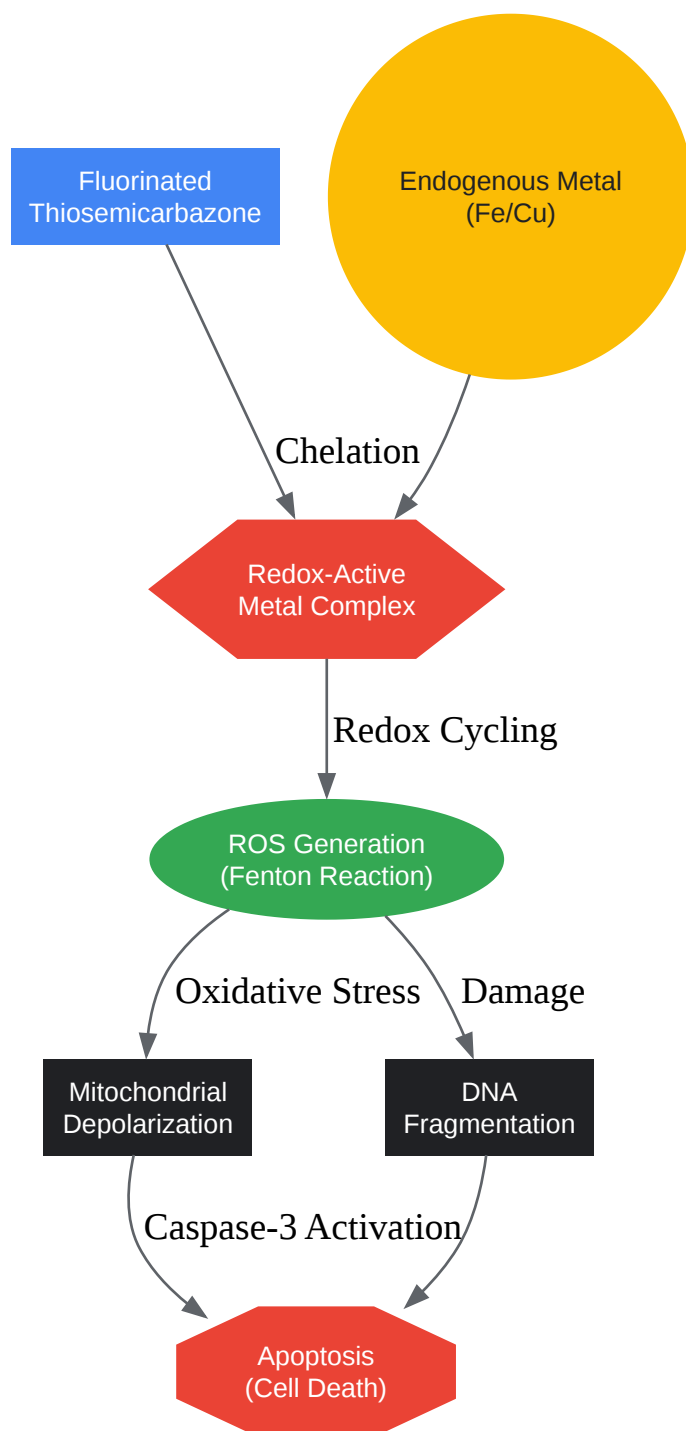 Fluorinated
Thiosemicarbazone
Endogenous Metal
(Fe/Cu)
Chelation
Redox-Active
Metal Complex
Redox Cycling
ROS Generation
(Fenton Reaction)
Oxidative Stress
Damage
Mitochondrial
Depolarization
DNA
Fragmentation
Caspase-3 Activation
Apoptosis
(Cell Death)